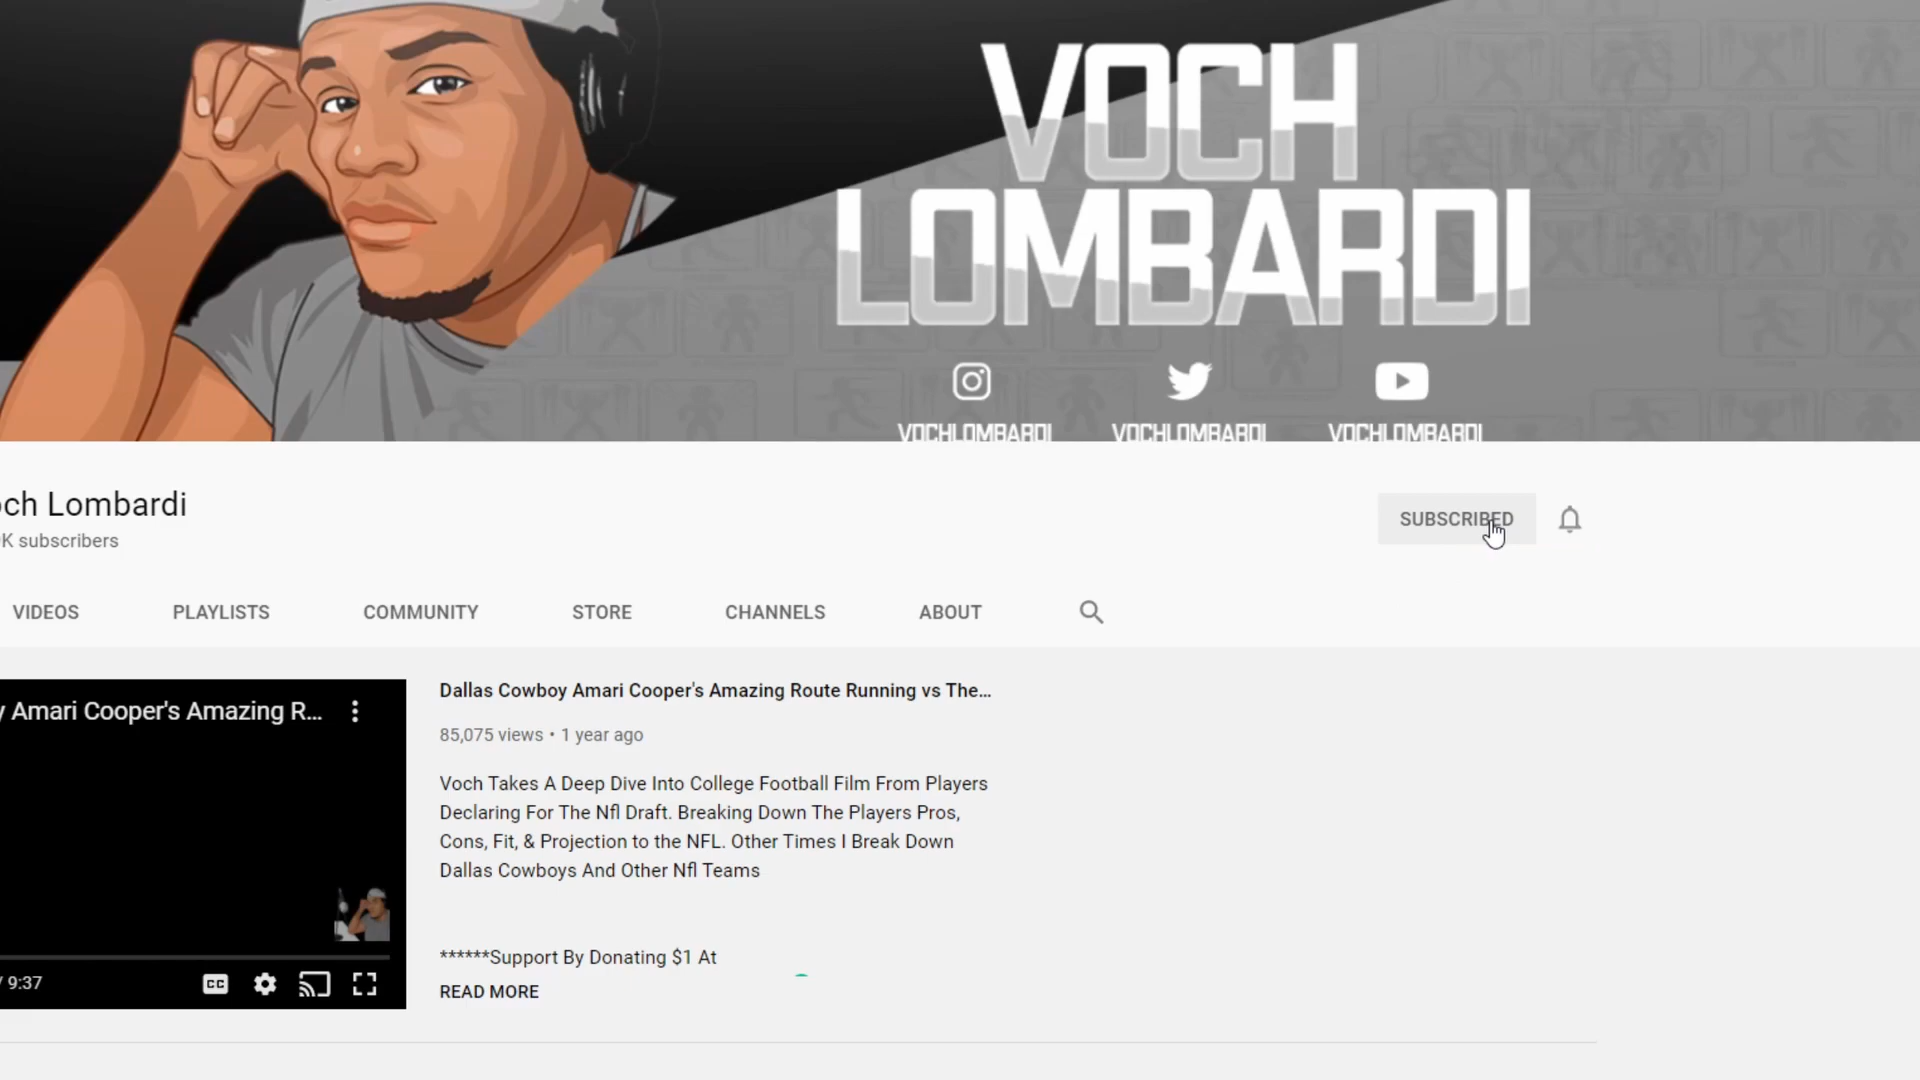 VOCH
LOMBARDI
VOCHLOMBARDI VOCHLOMBARDI VOCHLOMBARDI
och Lombardi
K subscribers
SUBSCRIBED
VIDEOS PLAYLISTS COMMUNITY STORE CHANNELS ABOUT
y Amari Cooper's Amazing R...
/ 9:37
CC
Dallas Cowboy Amari Cooper's Amazing Route Running vs The...
85,075 views • 1 year ago
Voch Takes A Deep Dive Into College Football Film From Players
Declaring For The Nfl Draft. Breaking Down The Players Pros,
Cons, Fit, & Projection to the NFL. Other Times I Break Down
Dallas Cowboys And Other Nfl Teams
******Support By Donating $1 At
READ MORE